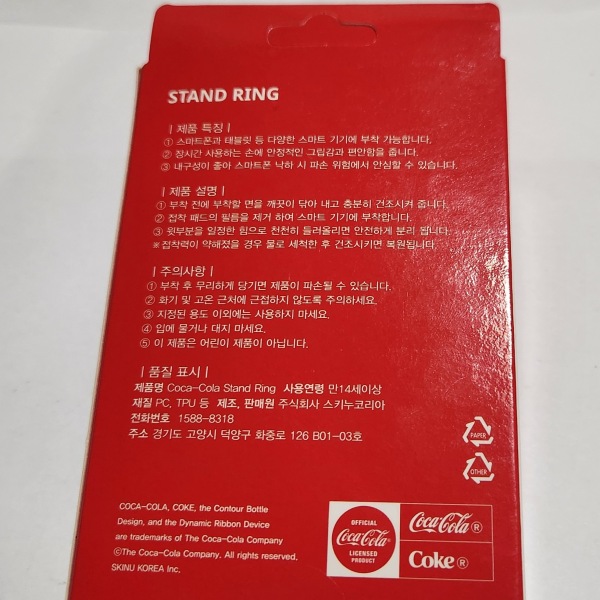 STAND RING
| 제품 특징 |
① 스마트폰과 태블릿 등 다양한 스마트 기기에 부착 가능합니다.
② 장시간 사용하는 손에 안정적인 그립감과 편안함을 줍니다.
③ 내구성이 좋아 스마트폰 낙하 시 파손 위험에서 안심할 수 있습니다.
| 제품 설명 |
① 부착 전에 부착할 면을 깨끗이 닦아 내고 충분히 건조시켜 줍니다.
② 접착 패드의 필름을 제거 하여 스마트 기기에 부착합니다.
③ 윗부분을 일정한 힘으로 천천히 들러올리면 안전하게 분리 됩니다.
※ 접착력이 약해졌을 경우 물로 세척한 후 건조시키면 복원됩니다.
| 주의사항 |
① 부착 후 무리하게 당기면 제품이 파손될 수 있습니다.
② 화기 및 고온 근처에 근접하지 않도록 주의하세요.
③ 지정된 용도 이외에는 사용하지 마세요.
④ 입에 물거나 대지 마세요.
⑤ 이 제품은 어린이 제품이 아닙니다.
| 품질 표시 |
제품명 Coca-Cola Stand Ring 사용연령 만14세이상
재질 PC, TPU 등 제조, 판매원 주식회사 스키누코리아
전화번호 1588-8318
주소 경기도 고양시 덕양구 화중로 126 B01-03호
PAPER
OTHER
COCA-COLA, COKE, the Contour Bottle
Design, and the Dynamic Ribbon Device
are trademarks of The Coca-Cola Company
©The Coca-Cola Company. All rights reserved.
SKINU KOREA Inc.
OFFICIAL
Coca-Cola
LICENSED
PRODUCT
Coca-Cola®
Coke®